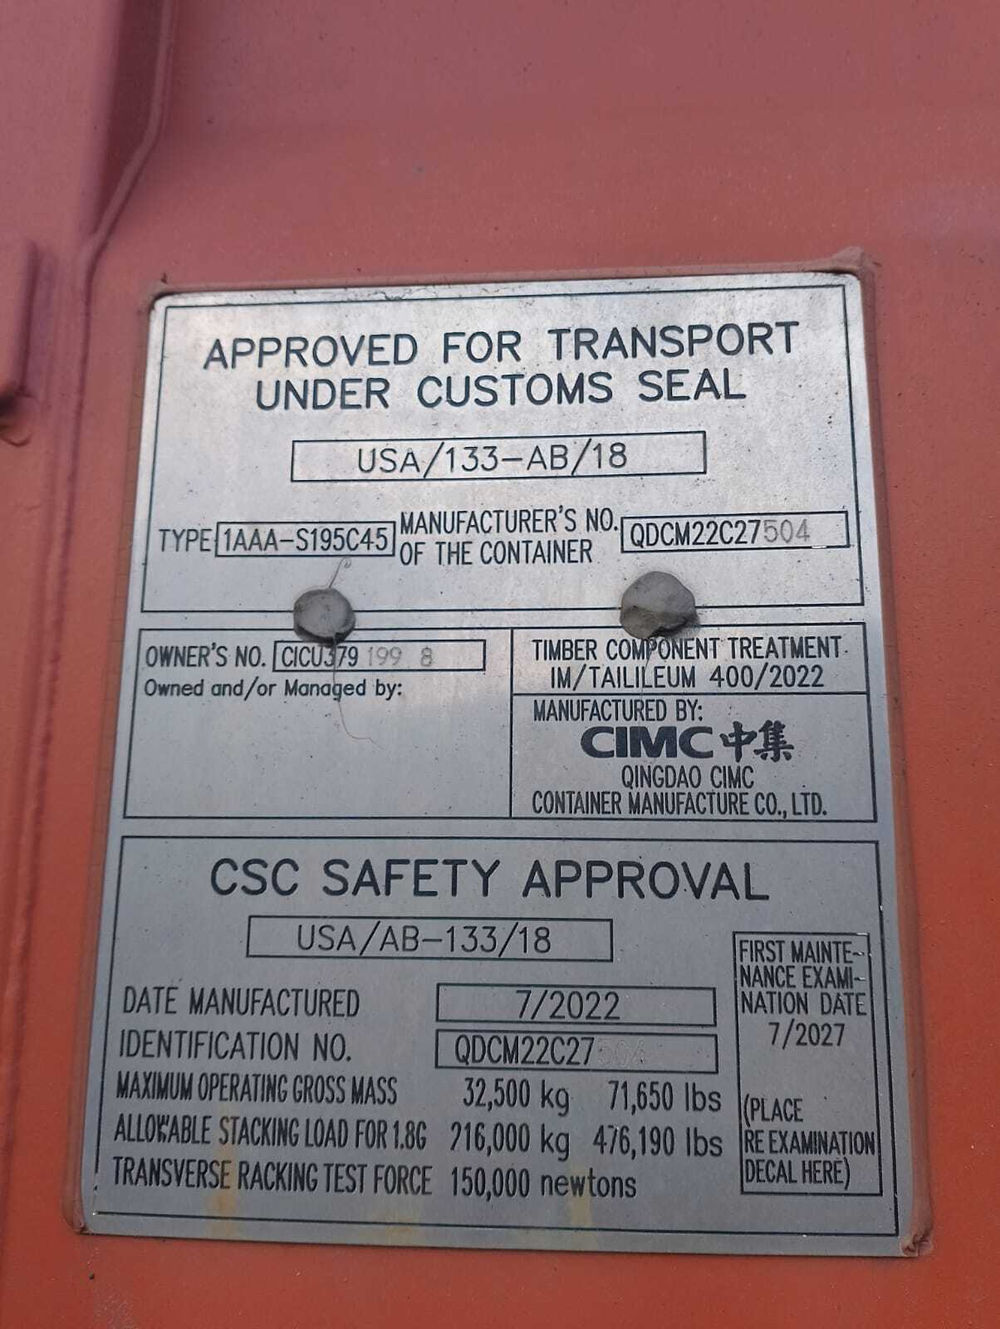 APPROVED FOR TRANSPORT
UNDER CUSTOMS SEAL
USA/133-AB/18
TYPE 1AAA-S195C45 MANUFACTURER'S NO. OF THE CONTAINER QDCM22C27504
OWNER'S NO. CICU379 199 8
Owned and/or Managed by:
TIMBER COMPONENT TREATMENT
IM/TAILILEUM 400/2022
MANUFACTURED BY:
CIMC 中集
QINGDAO CIMC
CONTAINER MANUFACTURE CO., LTD.
CSC SAFETY APPROVAL
USA/AB-133/18
DATE MANUFACTURED 7/2022
IDENTIFICATION NO. QDCM22C27504
MAXIMUM OPERATING GROSS MASS 32,500 kg 71,650 lbs
ALLOWABLE STACKING LOAD FOR 1.8G 216,000 kg 476,190 lbs
TRANSVERSE RACKING TEST FORCE 150,000 newtons
FIRST MAINTE-
NANCE EXAMI-
NATION DATE
7/2027
(PLACE
RE EXAMINATION
DECAL HERE)